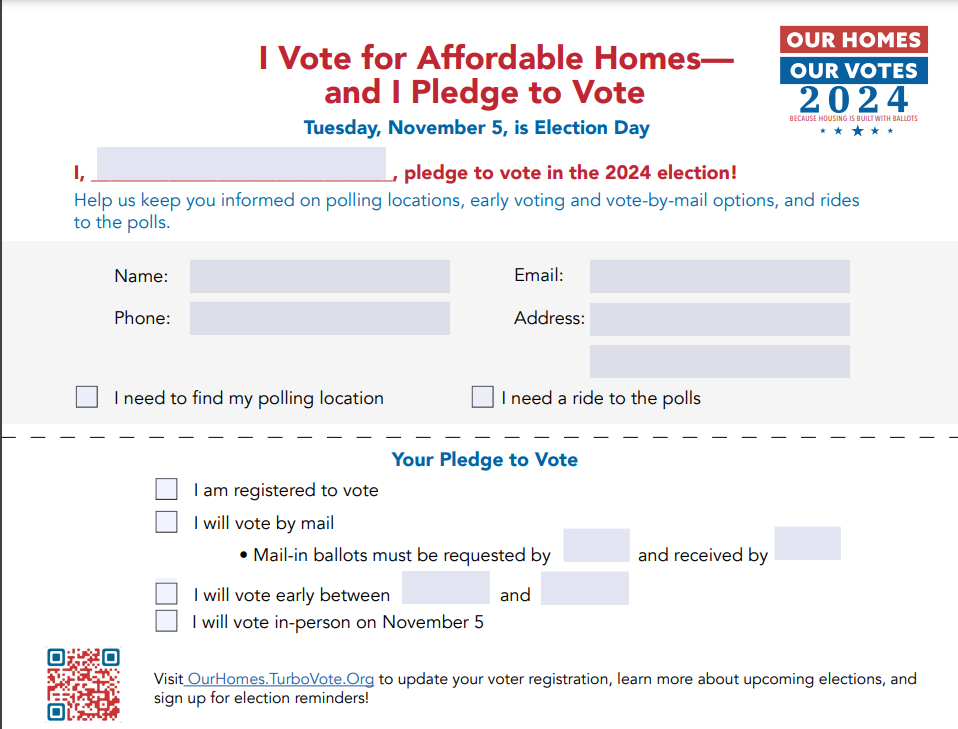 I Vote for Affordable Homes—
and I Pledge to Vote
Tuesday, November 5, is Election Day
OUR HOMES
OUR VOTES
2024
BECAUSE HOUSING IS BUILT WITH BALLOTS
I, , pledge to vote in the 2024 election!
Help us keep you informed on polling locations, early voting and vote-by-mail options, and rides
to the polls.
Name:
Email:
Phone:
Address:
I need to find my polling location
I need a ride to the polls
Your Pledge to Vote
I am registered to vote
I will vote by mail
• Mail-in ballots must be requested by and received by
I will vote early between and
I will vote in-person on November 5
Visit OurHomes.TurboVote.Org to update your voter registration, learn more about upcoming elections, and
sign up for election reminders!